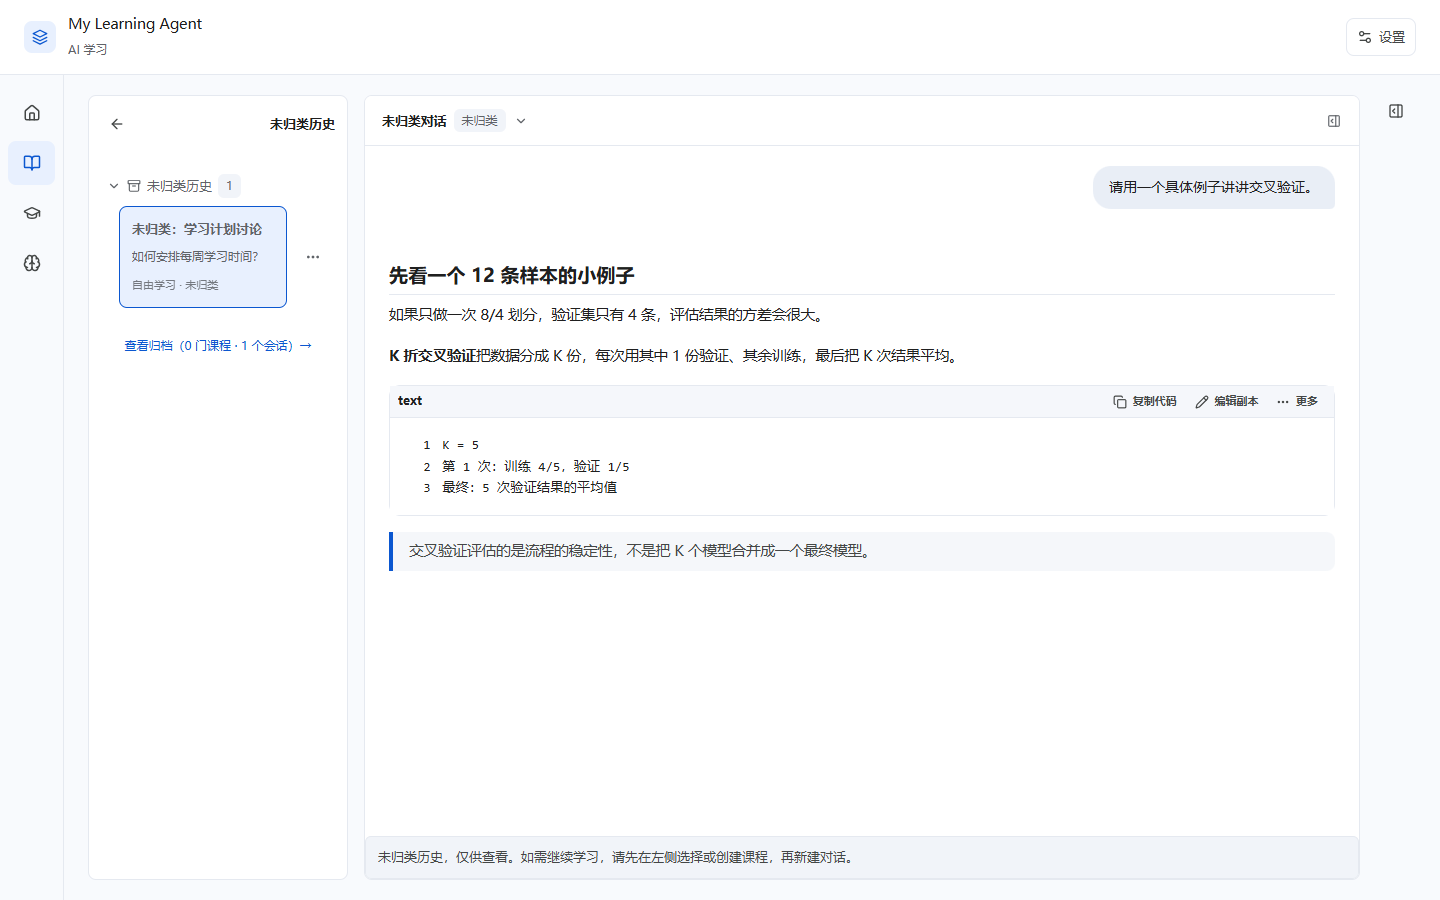 My Learning Agent
AI 学习
设置
未归类历史
未归类历史 1
未归类：学习计划讨论
如何安排每周学习时间？
自由学习 · 未归类
查看归档（0 门课程 · 1 个会话）→
未归类对话 未归类
请用一个具体例子讲讲交叉验证。
先看一个 12 条样本的小例子
如果只做一次 8/4 划分，验证集只有 4 条，评估结果的方差会很大。
K 折交叉验证把数据分成 K 份，每次用其中 1 份验证、其余训练，最后把 K 次结果平均。
text 复制代码 编辑副本 ··· 更多
1 K = 5
2 第 1 次：训练 4/5，验证 1/5
3 最终：5 次验证结果的平均值
交叉验证评估的是流程的稳定性，不是把 K 个模型合并成一个最终模型。
未归类历史，仅供查看。如需继续学习，请先在左侧选择或创建课程，再新建对话。